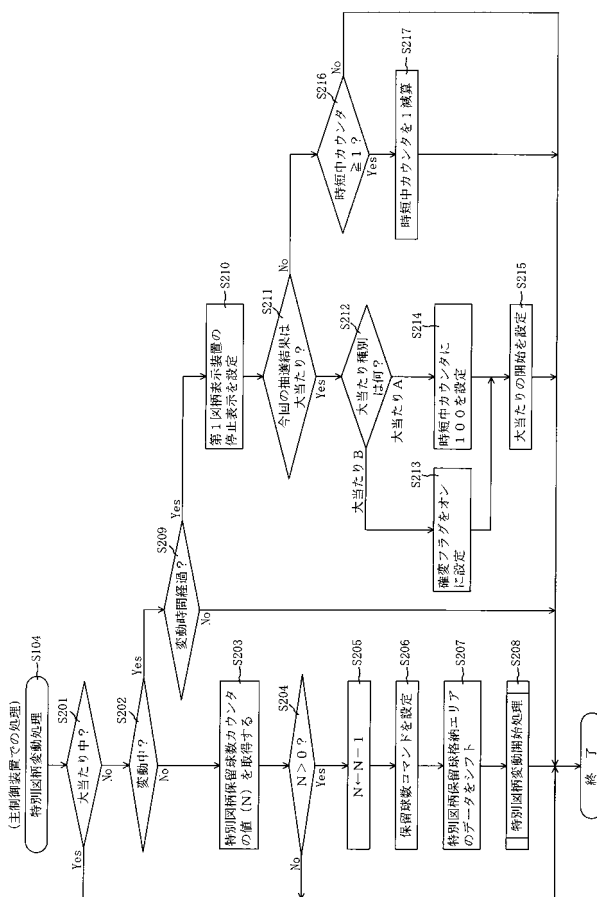 (主制御装置での処理)
特別図柄変動処理
S104
S201
大当たり中？
Yes
No
S202
変動中？
Yes
No
S203
特別図柄保留球数カウンタ
の値（N）を取得する
S204
N＞0？
No
Yes
S205
N←N－1
S206
保留球数コマンドを設定
S207
特別図柄保留球格納エリア
のデータをシフト
S208
特別図柄変動開始処理
終了
S209
変動時間経過？
Yes
No
S210
第1図柄表示装置の
停止表示を設定
S211
今回の抽選結果は
大当たり？
No
Yes
S212
大当たり種別
は何？
大当たりB
大当たりA
S213
確変フラグをオン
に設定
S214
時短中カウンタに
100を設定
S215
大当たりの開始を設定
S216
時短中カウンタ
≧1？
No
Yes
S217
時短中カウンタを1減算